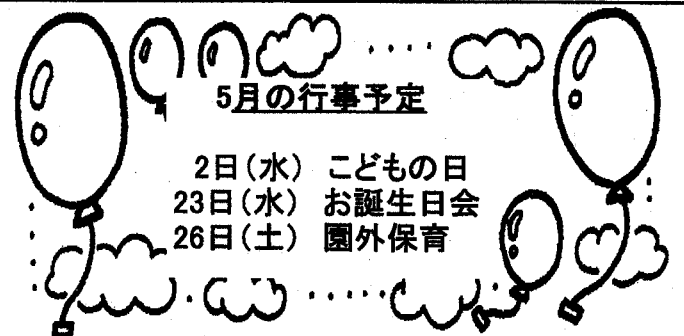 5月の行事予定
2日(水) こどもの日
23日(水) お誕生日会
26日(土) 園外保育